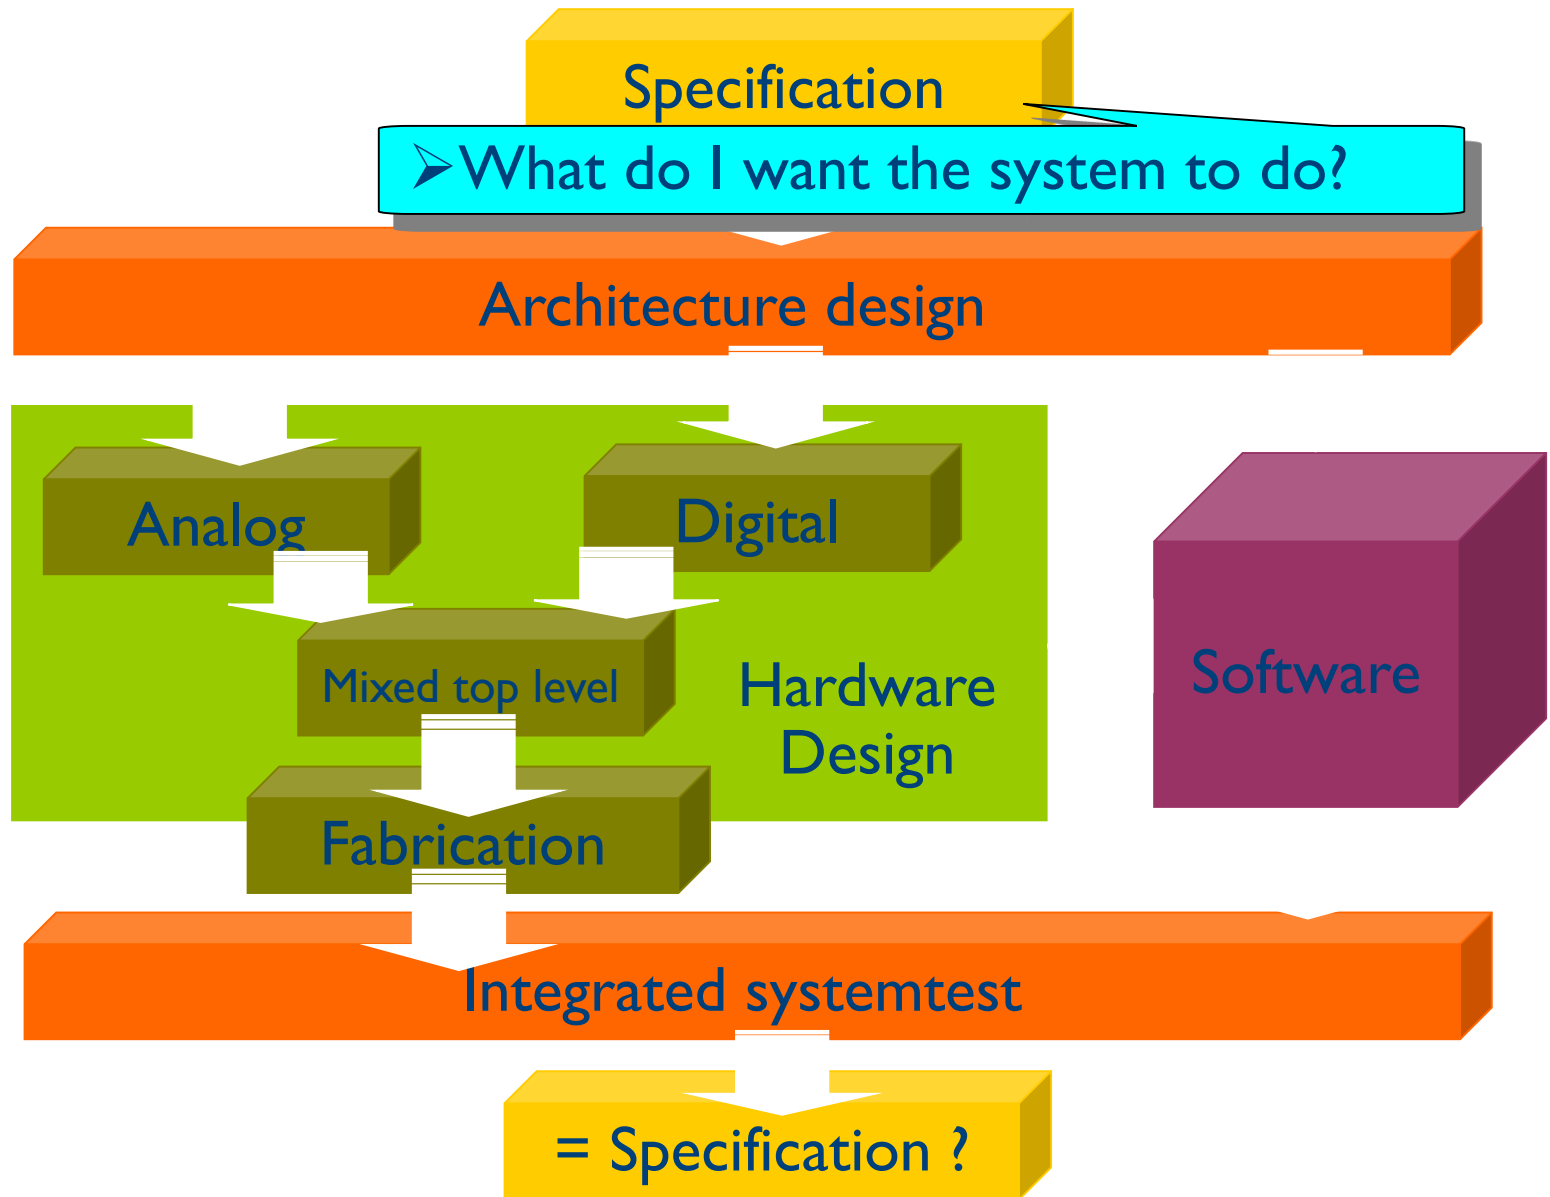 Specification
➢What do I want the system to do?
Architecture design
Analog
Digital
Mixed top level
Hardware
Design
Software
Fabrication
Integrated systemtest
= Specification ?